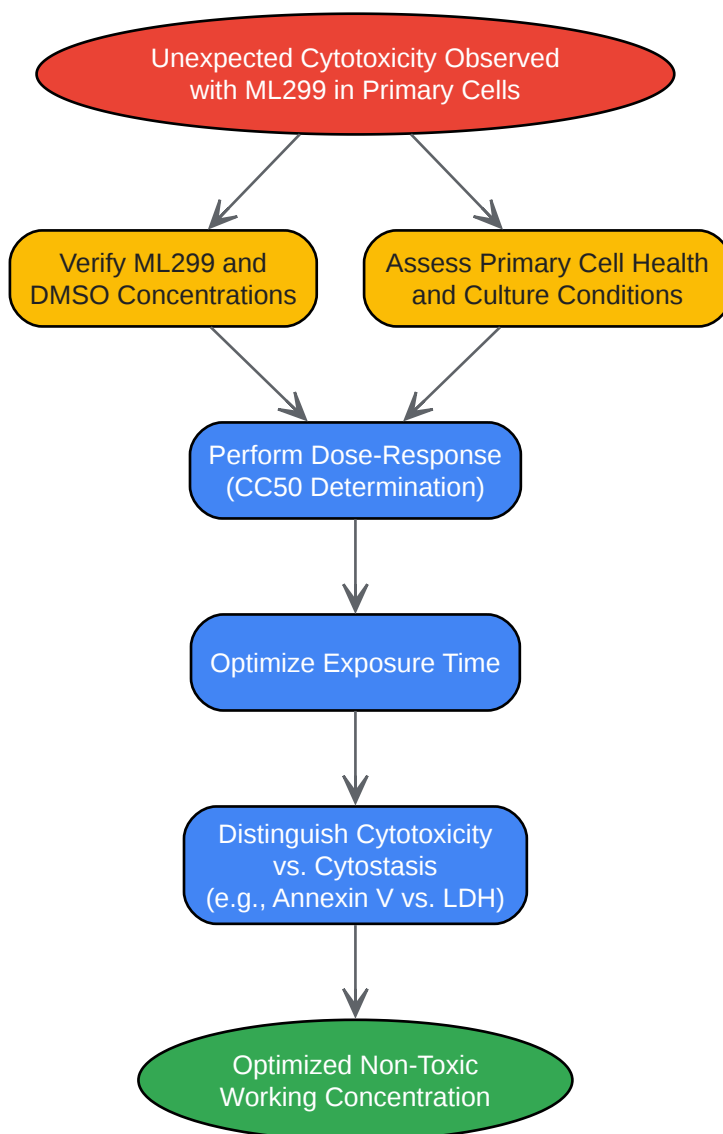 Unexpected Cytotoxicity Observed
with ML299 in Primary Cells
Verify ML299 and
DMSO Concentrations
Assess Primary Cell Health
and Culture Conditions
Perform Dose-Response
(CC50 Determination)
Optimize Exposure Time
Distinguish Cytotoxicity
vs. Cytostasis
(e.g., Annexin V vs. LDH)
Optimized Non-Toxic
Working Concentration